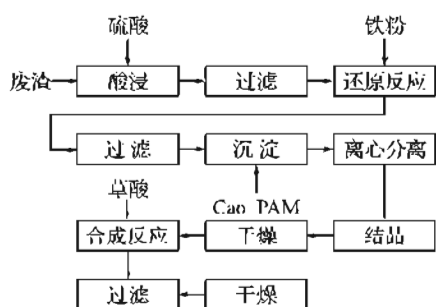 硫酸
铁粉
废渣
酸浸
过滤
还原反应
过滤
沉淀
离心分离
草酸
Cao PAM
合成反应
干燥
结品
过滤
干燥